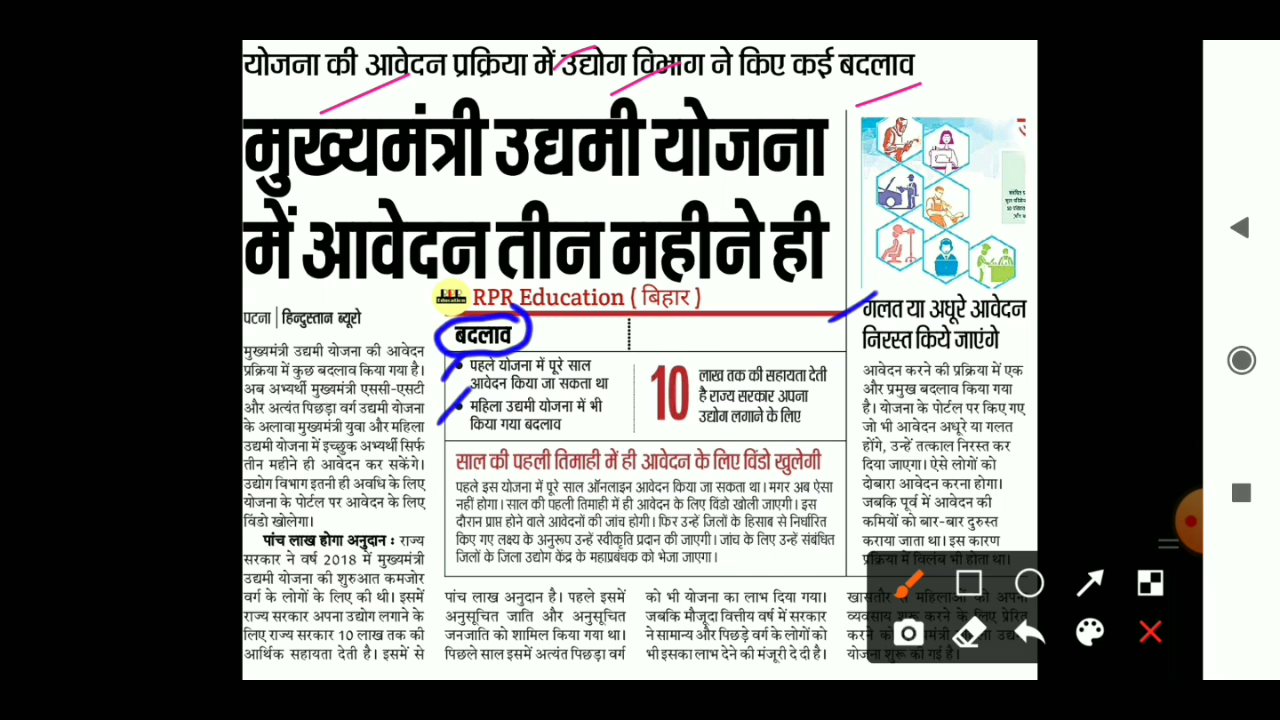 योजना की आवेदन प्रक्रिया में उद्योग विभाग ने किए कई बदलाव
मुख्यमंत्री उद्यमी योजना
में आवेदन तीन महीने ही
RPR Education ( बिहार )
पटना | हिन्दुस्तान ब्यूरो
मुख्यमंत्री उद्यमी योजना की आवेदन
प्रक्रिया में कुछ बदलाव किया गया है।
अब अभ्यर्थी मुख्यमंत्री एससी-एसटी
और अत्यंत पिछड़ा वर्ग उद्यमी योजना
के अलावा मुख्यमंत्री युवा और महिला
उद्यमी योजना में इच्छुक अभ्यर्थी सिर्फ
तीन महीने ही आवेदन कर सकेंगे।
उद्योग विभाग इतनी ही अवधि के लिए
योजना के पोर्टल पर आवेदन के लिए
विंडो खोलेगा।
पांच लाख होगा अनुदान : राज्य
सरकार ने वर्ष 2018 में मुख्यमंत्री
उद्यमी योजना की शुरुआत कमजोर
वर्ग के लोगों के लिए की थी। इसमें
राज्य सरकार अपना उद्योग लगाने के
लिए राज्य सरकार 10 लाख तक की
आर्थिक सहायता देती है। इसमें से
बदलाव
• पहले योजना में पूरे साल
आवेदन किया जा सकता था
• महिला उद्यमी योजना में भी
किया गया बदलाव
10
लाख तक की सहायता देती
है राज्य सरकार अपना
उद्योग लगाने के लिए
साल की पहली तिमाही में ही आवेदन के लिए विंडो खुलेगी
पहले इस योजना में पूरे साल ऑनलाइन आवेदन किया जा सकता था। मगर अब ऐसा
नहीं होगा। साल की पहली तिमाही में ही आवेदन के लिए विंडो खोली जाएगी। इस
दौरान प्राप्त होने वाले आवेदनों की जांच होगी। फिर उन्हें जिलों के हिसाब से निर्धारित
किए गए लक्ष्य के अनुरूप उन्हें स्वीकृति प्रदान की जाएगी। जांच के लिए उन्हें संबंधित
जिलों के जिला उद्योग केंद्र के महाप्रबंधक को भेजा जाएगा।
पांच लाख अनुदान है। पहले इसमें
अनुसूचित जाति और अनुसूचित
जनजाति को शामिल किया गया था।
पिछले साल इसमें अत्यंत पिछड़ा वर्ग
को भी योजना का लाभ दिया गया।
जबकि मौजूदा वित्तीय वर्ष में सरकार
ने सामान्य और पिछड़े वर्ग के लोगों को
भी इसका लाभ देने की मंजूरी दे दी है।
गलत या अधूरे आवेदन
निरस्त किये जाएंगे
आवेदन करने की प्रक्रिया में एक
और प्रमुख बदलाव किया गया
है। योजना के पोर्टल पर किए गए
जो भी आवेदन अधूरे या गलत
होंगे, उन्हें तत्काल निरस्त कर
दिया जाएगा। ऐसे लोगों को
दोबारा आवेदन करना होगा।
जबकि पूर्व में आवेदन की
कमियों को बार-बार दुरुस्त
कराया जाता था। इस कारण
प्रक्रिया में विलंब भी होता था।
खासतौर से महिलाओं को अपना
व्यवसाय शुरू करने के लिए प्रेरित
करने को
योजना शुरू की गई है।